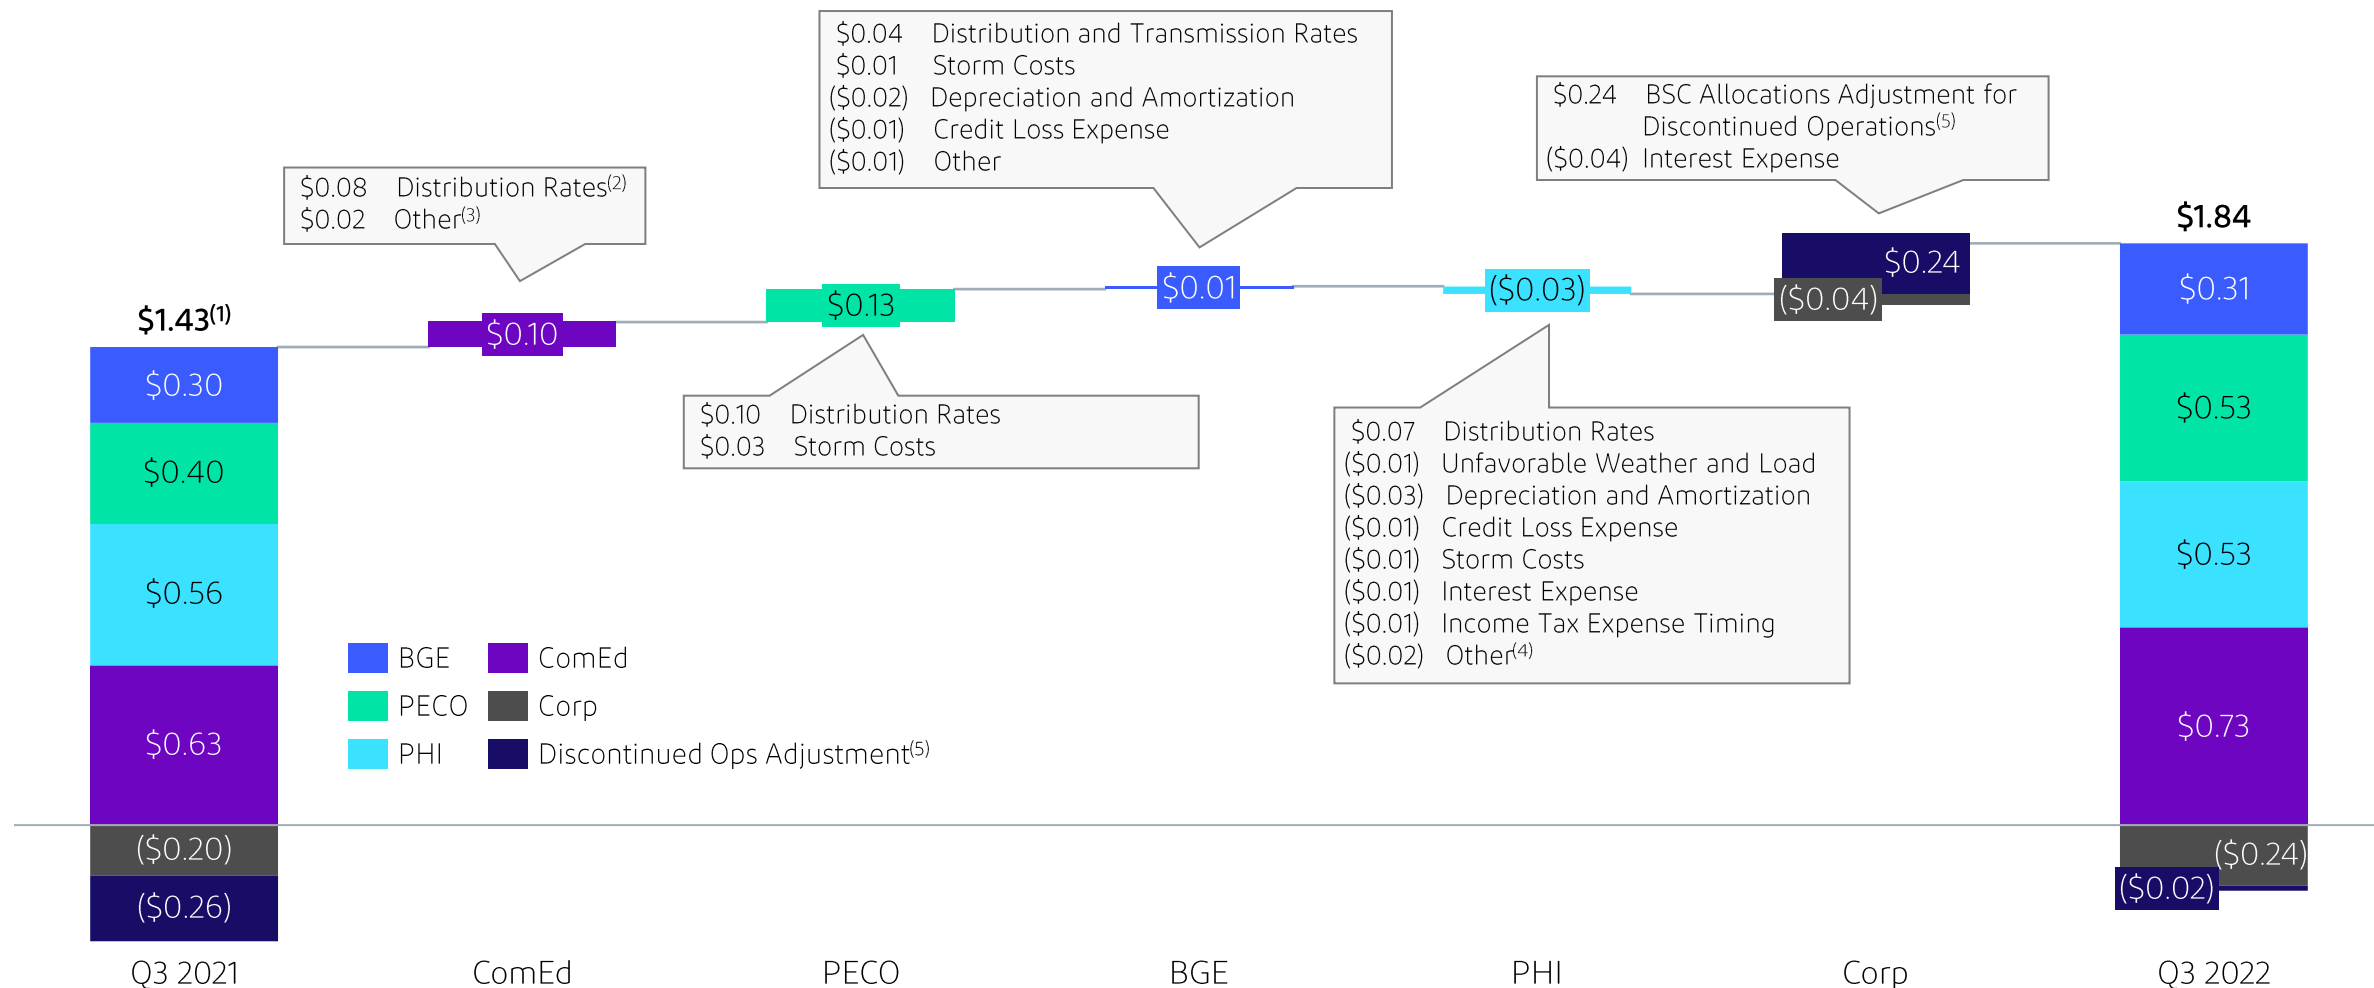 $0.04 Distribution and Transmission Rates
$0.01 Storm Costs
($0.02) Depreciation and Amortization
($0.01) Credit Loss Expense
($0.01) Other
$0.24 BSC Allocations Adjustment for
Discontinued Operations(5)
($0.04) Interest Expense
$0.08 Distribution Rates(2)
$0.02 Other(3)
$1.43(1)
$0.30
$0.40
$0.56
$0.63
($0.20)
($0.26)
$0.10
$0.13
$0.01
($0.03)
$0.24
($0.04)
$1.84
$0.31
$0.53
$0.53
$0.73
($0.24)
($0.02)
$0.10 Distribution Rates
$0.03 Storm Costs
$0.07 Distribution Rates
($0.01) Unfavorable Weather and Load
($0.03) Depreciation and Amortization
($0.01) Credit Loss Expense
($0.01) Storm Costs
($0.01) Interest Expense
($0.01) Income Tax Expense Timing
($0.02) Other(4)
BGE ComEd
PECO Corp
PHI Discontinued Ops Adjustment(5)
Q3 2021 ComEd PECO BGE PHI Corp Q3 2022